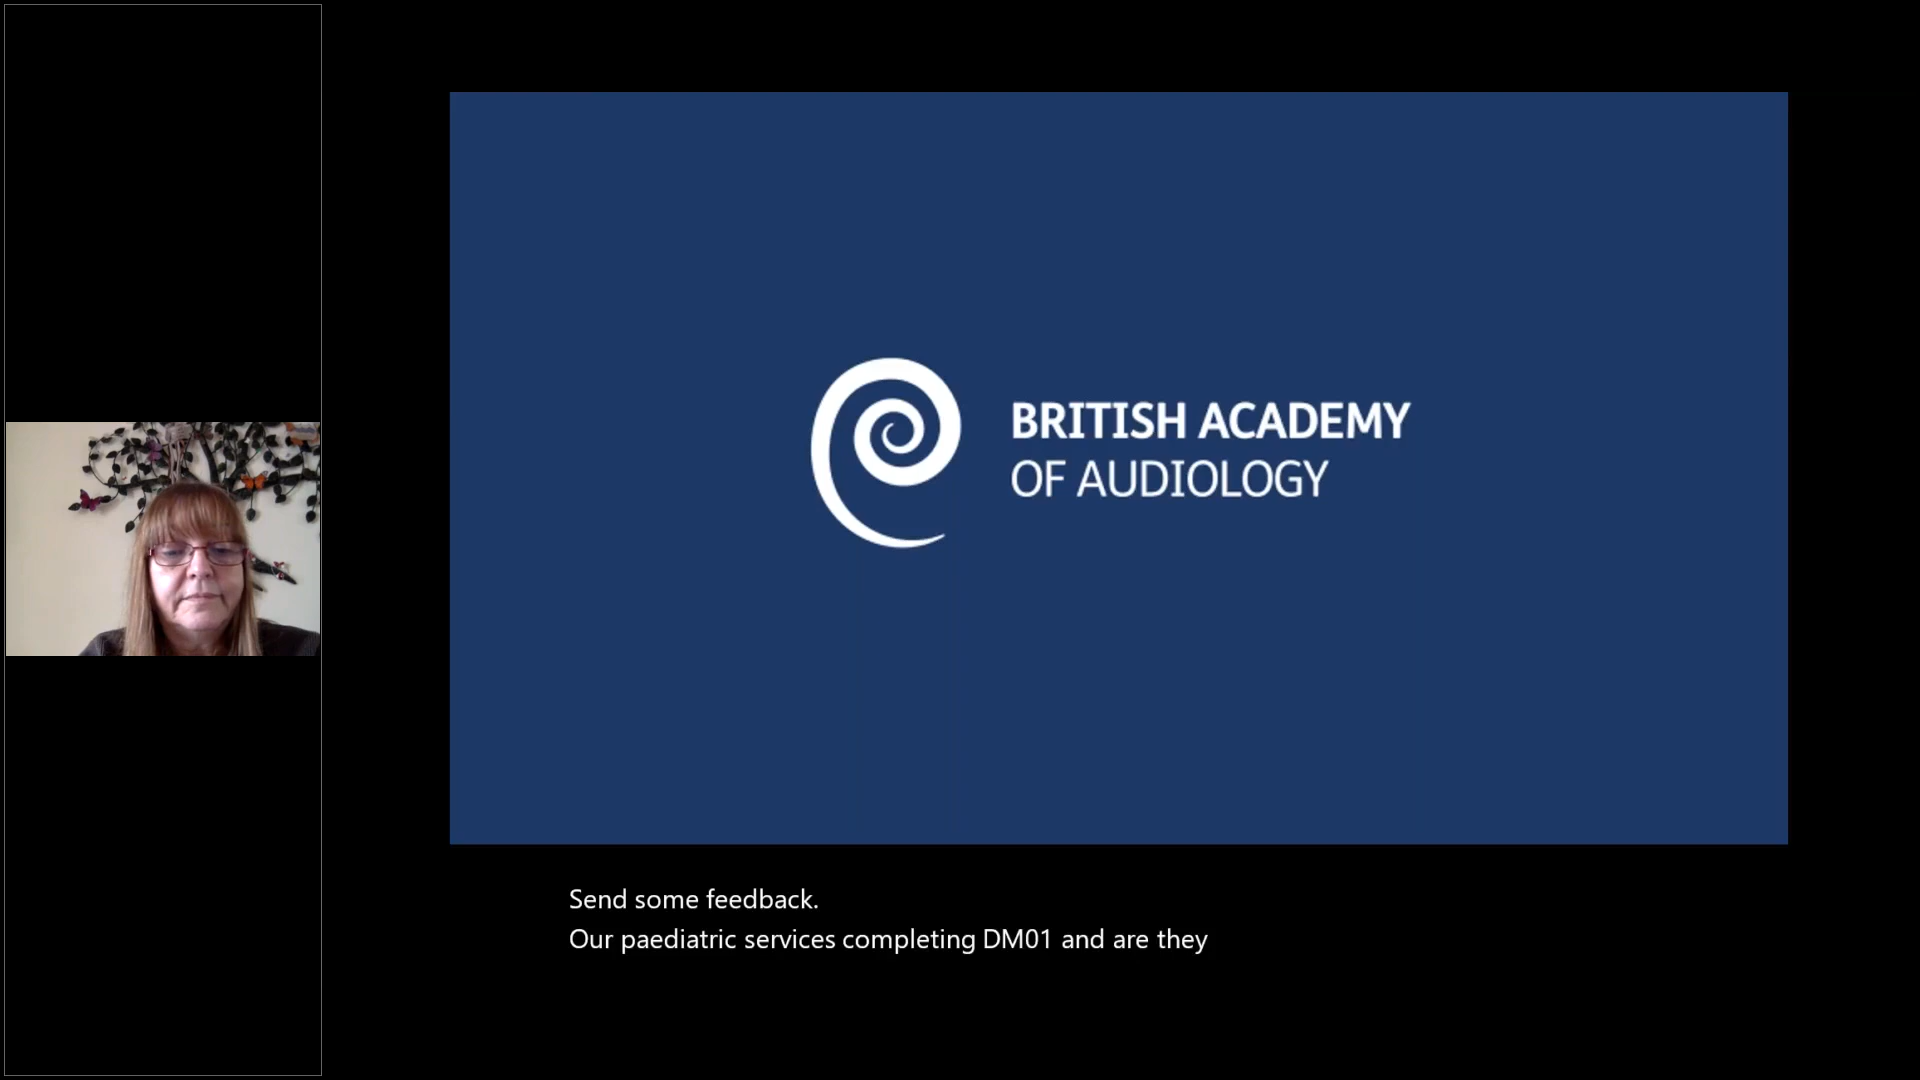 BRITISH ACADEMY
OF AUDIOLOGY
Send some feedback.
Our paediatric services completing DM01 and are they